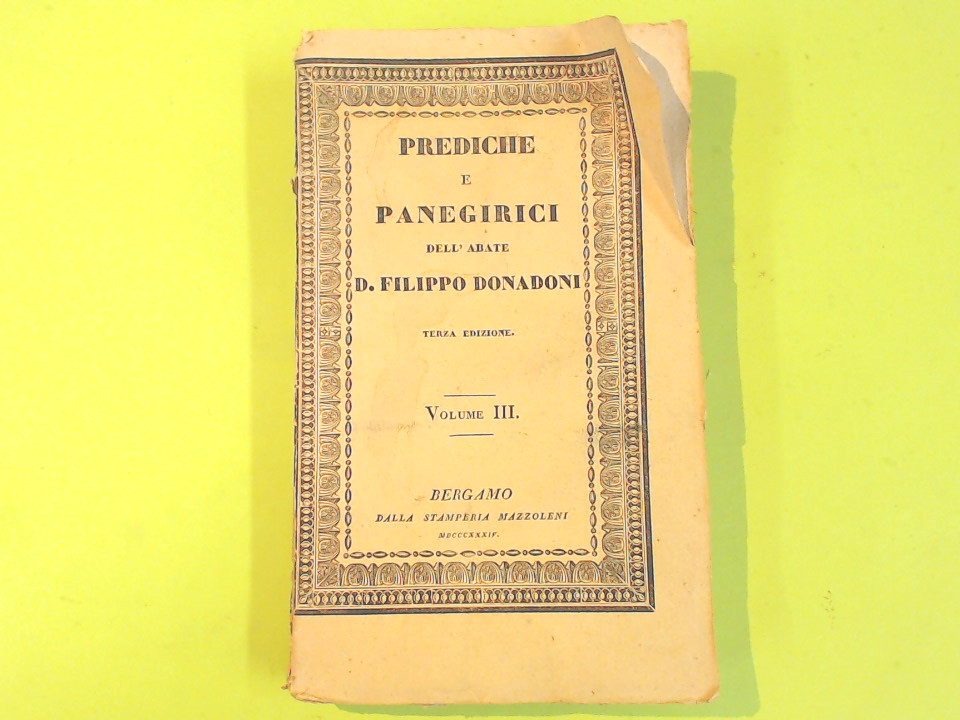 PREDICHE
E
PANEGIRICI
DELL' ABATE
D. FILIPPO DONADONI
TERZA EDIZIONE.
VOLUME III.
BERGAMO
DALLA STAMPERIA MAZZOLENI
MDCCCXXXIV.